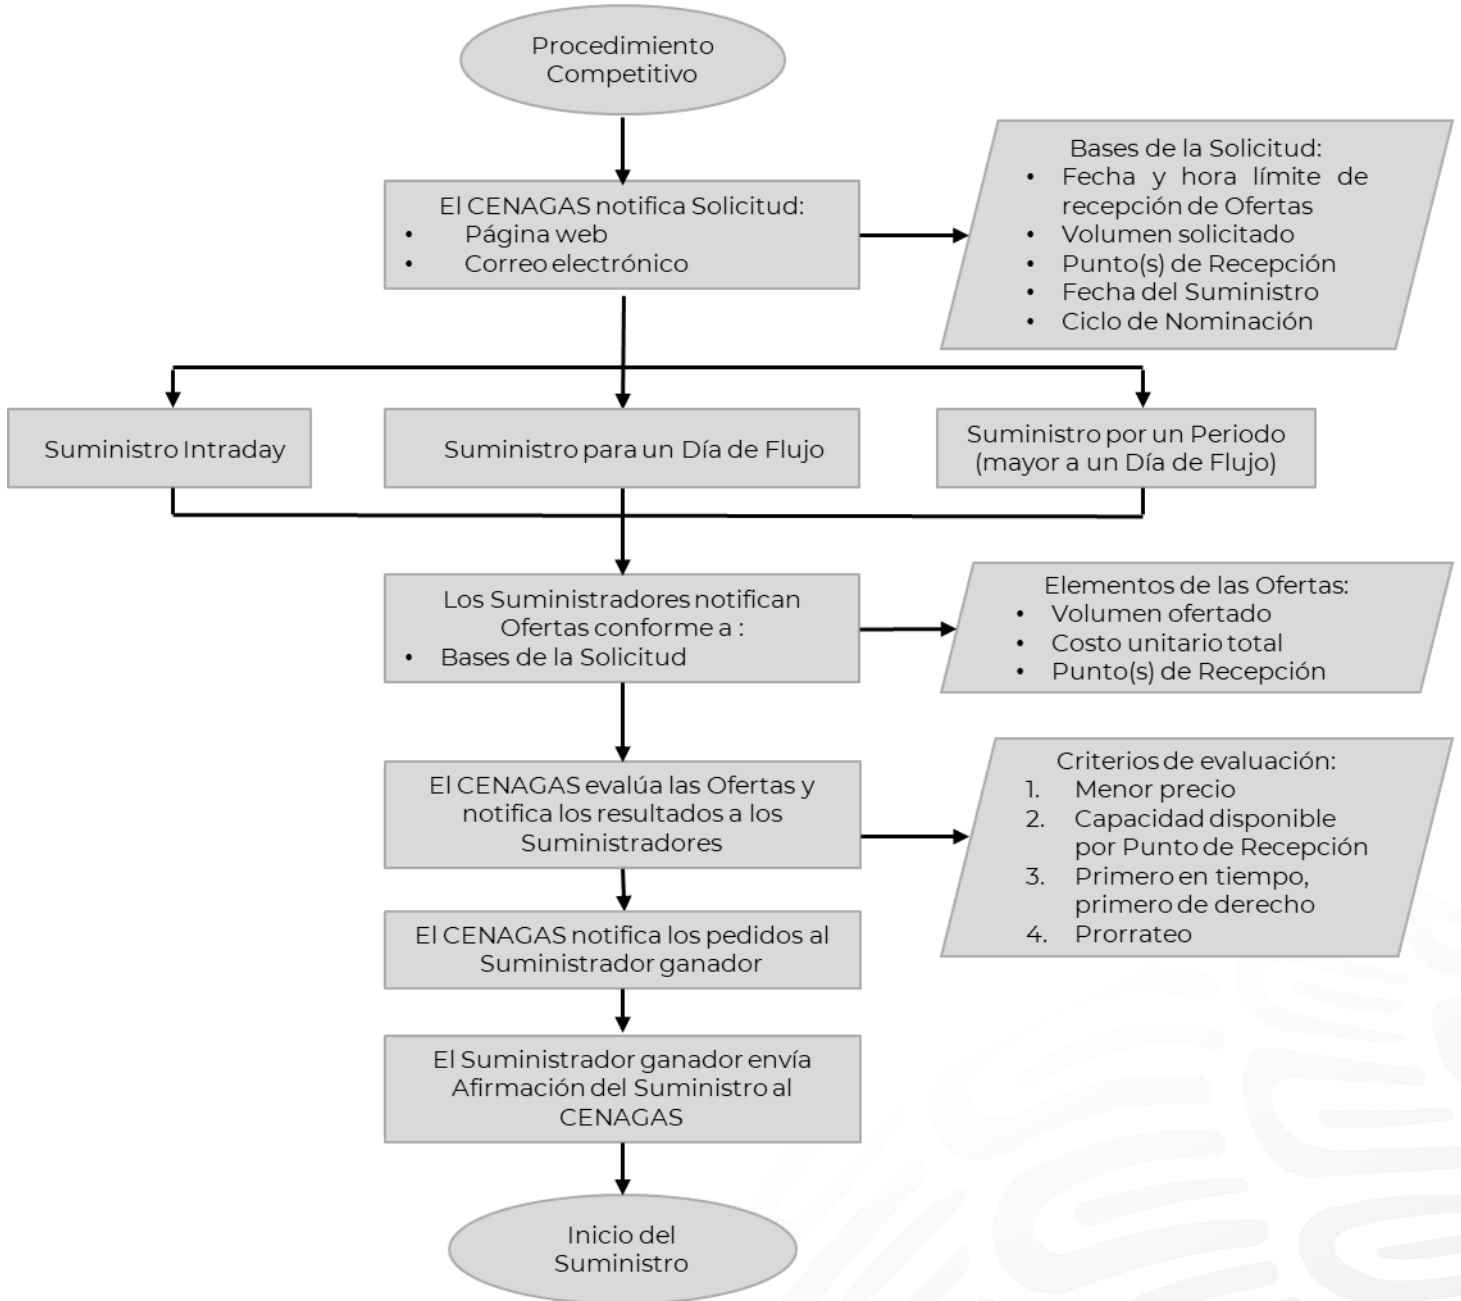 Procedimiento
Competitivo
El CENAGAS notifica Solicitud:
• Página web
• Correo electrónico
Bases de la Solicitud:
• Fecha y hora límite de
recepción de Ofertas
• Volumen solicitado
• Punto(s) de Recepción
• Fecha del Suministro
• Ciclo de Nominación
Suministro Intraday
Suministro para un Día de Flujo
Suministro por un Periodo
(mayor a un Día de Flujo)
Los Suministradores notifican
Ofertas conforme a :
• Bases de la Solicitud
Elementos de las Ofertas:
• Volumen ofertado
• Costo unitario total
• Punto(s) de Recepción
El CENAGAS evalúa las Ofertas y
notifica los resultados a los
Suministradores
Criterios de evaluación:
1. Menor precio
2. Capacidad disponible
por Punto de Recepción
3. Primero en tiempo,
primero de derecho
4. Prorrateo
El CENAGAS notifica los pedidos al
Suministrador ganador
El Suministrador ganador envía
Afirmación del Suministro al
CENAGAS
Inicio del
Suministro